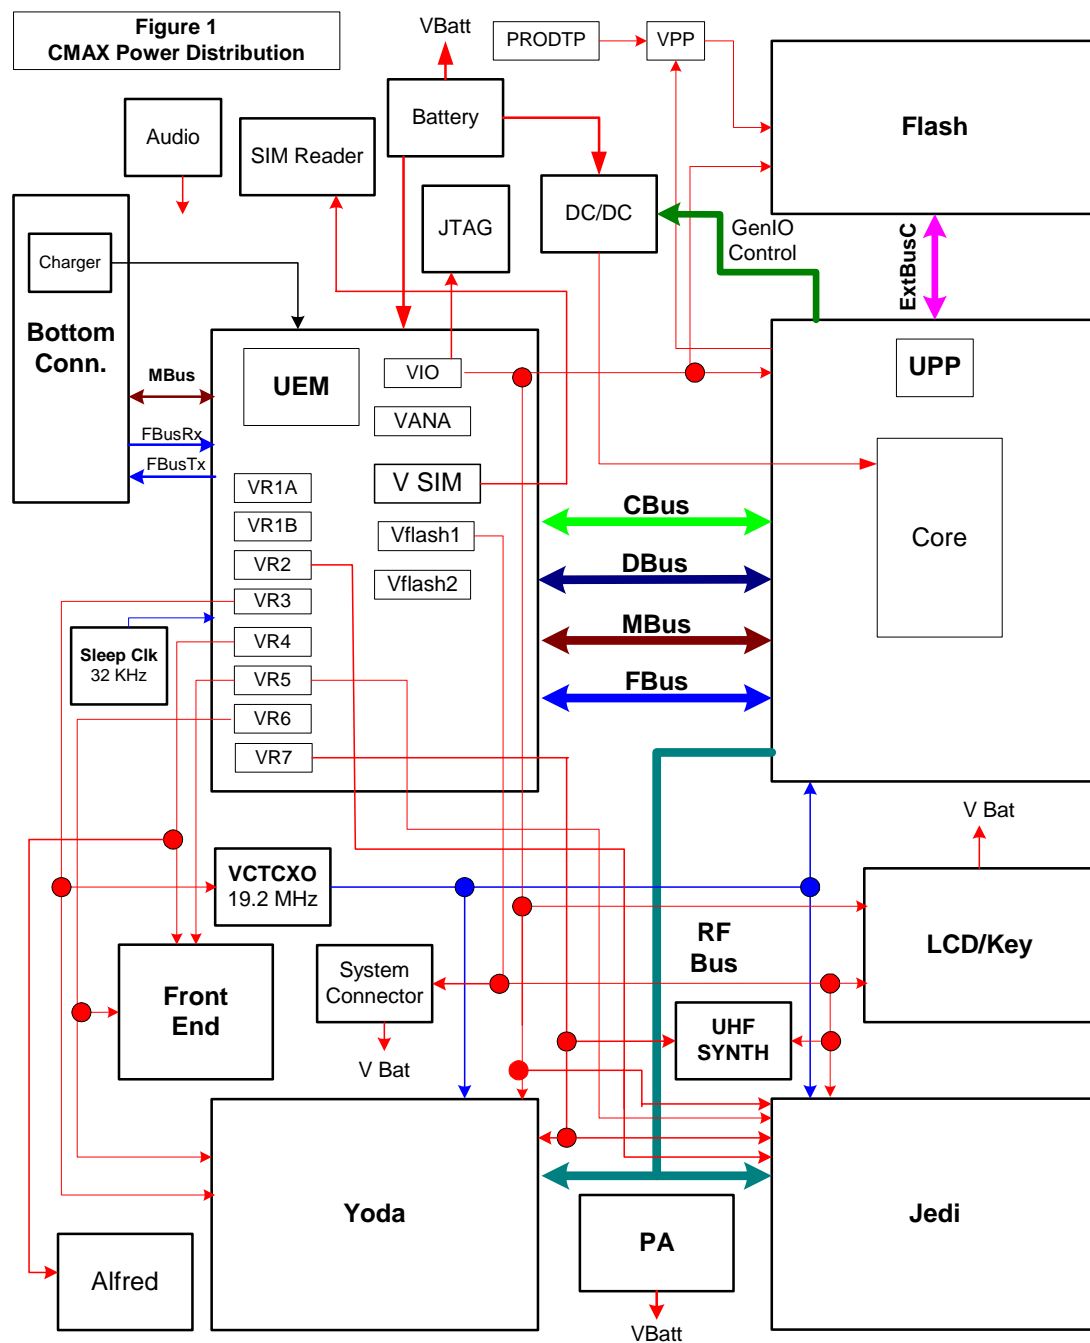 Figure 1
CMAX Power Distribution
VBatt
PRODTP
VPP
Flash
Battery
Audio
SIM Reader
JTAG
DC/DC
GenIO
Control
ExtBusC
Charger
Bottom
Conn.
MBus
FBusRx
FBusTx
UEM
VIO
VANA
V SIM
Vflash1
Vflash2
VR1A
VR1B
VR2
VR3
VR4
VR5
VR6
VR7
UPP
Core
CBus
DBus
MBus
FBus
Sleep Clk
32 KHz
VCTCXO
19.2 MHz
V Bat
LCD/Key
RF
Bus
Front
End
System
Connector
V Bat
UHF
SYNTH
Yoda
Jedi
PA
VBatt
Alfred